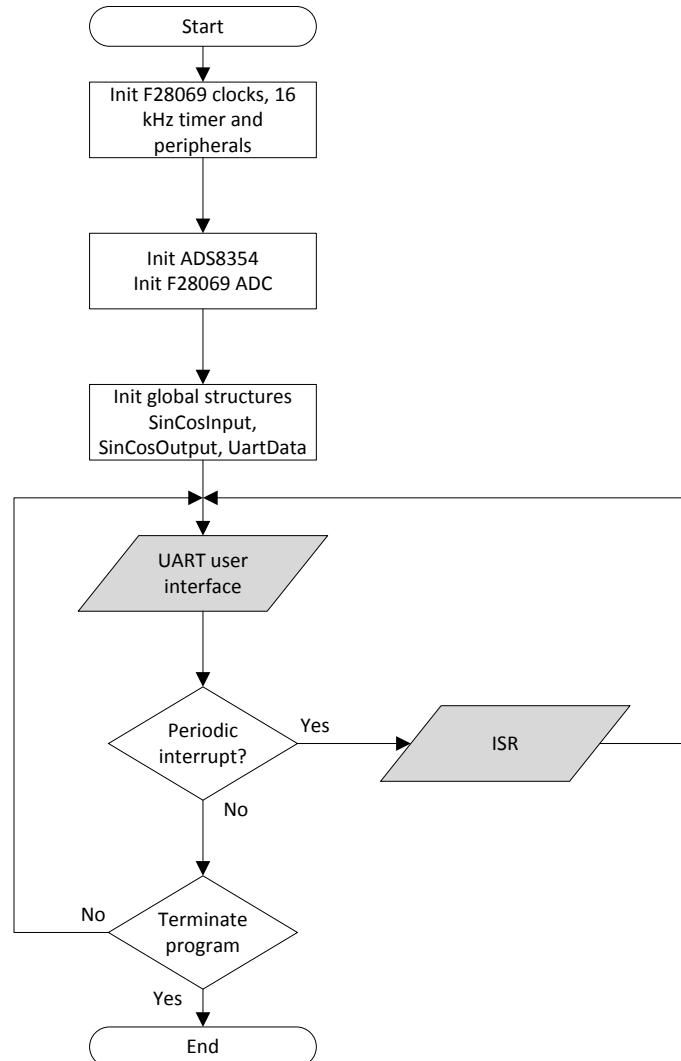 Start
Init F28069 clocks, 16
kHz timer and
peripherals
Init ADS8354
Init F28069 ADC
Init global structures
SinCosInput,
SinCosOutput, UartData
UART user
interface
Periodic
interrupt?
Yes
ISR
No
Terminate
program
No
Yes
End